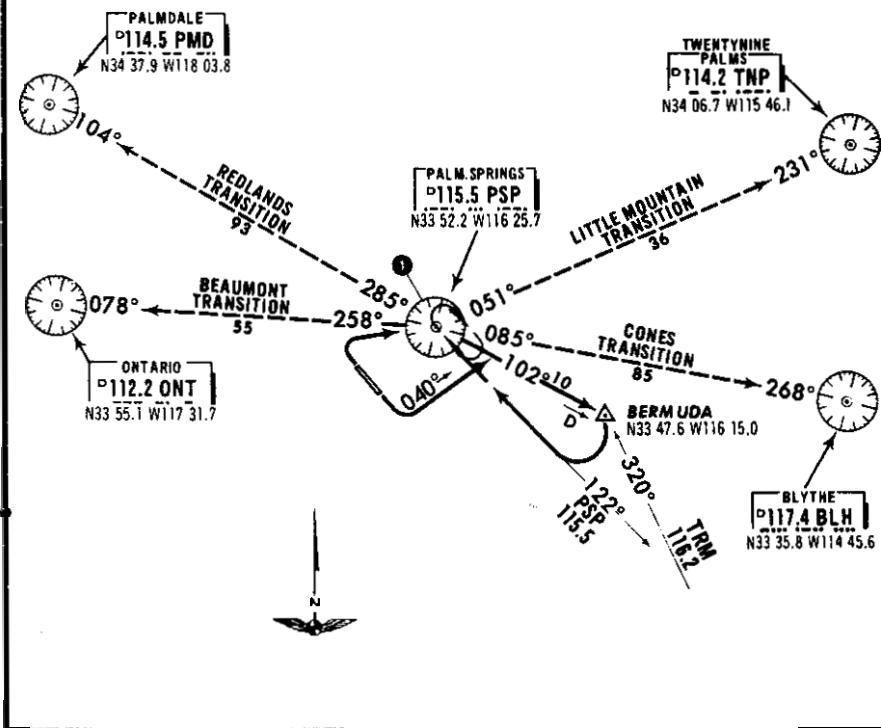 PALMDALE
D 114.5 PMD
N34 37.9 W118 03.8
TWENTYNINE
PALMS
D 114.2 TNP
N34 06.7 W115 46.1
104°
231°
REDLANDS
TRANSITION
93
PALM SPRINGS
D 115.5 PSP
N33 52.2 W116 25.7
LITTLE MOUNTAIN
TRANSITION
36
1
285°
051°
078°
BEAUMONT
TRANSITION
55
258°
085°
CONES
TRANSITION
85
268°
ONTARIO
D 112.2 ONT
N33 55.1 W117 31.7
040°
102° 10
D
BERMUDA
N33 47.6 W116 15.0
320°
TRM
116.2
122°
PSP
115.5
BLYTHE
D 117.4 BLH
N33 35.8 W114 45.6
N